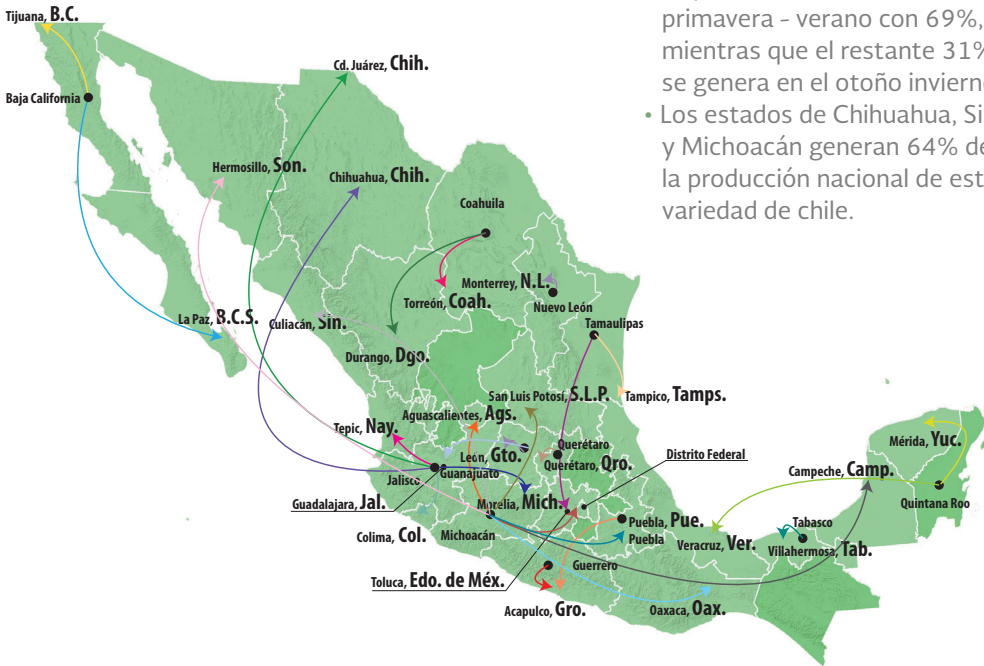 primavera - verano con 69%,
mientras que el restante 31%
se genera en el otoño
• Los estados de Chihuahua,
y Michoacán generan 64%
la producción nacional de
variedad de chile.
Tijuana, B.C.
Cd. Juárez, Chih.
Baja California
Hermosillo, Son.
Chihuahua, Chih.
Coahuila
Monterrey, N.L.
Torreón, Coah.
Nuevo León
La Paz, B.C.S.
Culiacán, Sin.
Tamaulipas
Durango, Dgo.
San Luis Potosí, S.L.P.
Tampico, Tamps.
Aguascalientes, Ags.
Tepic, Nay.
Querétaro
Mérida, Yuc.
León, Gto.
Querétaro, Qro.
Distrito Federal
Campeche, Camp.
Jalisco
Guanajuato
Guadalajara, Jal.
Morelia, Mich.
Quintana Roo
Colima, Col.
Michoacán
Puebla, Pue.
Puebla
Tabasco
Veracruz, Ver.
Villahermosa, Tab.
Guerrero
Toluca, Edo. de Méx.
Acapulco, Gro.
Oaxaca, Oax.